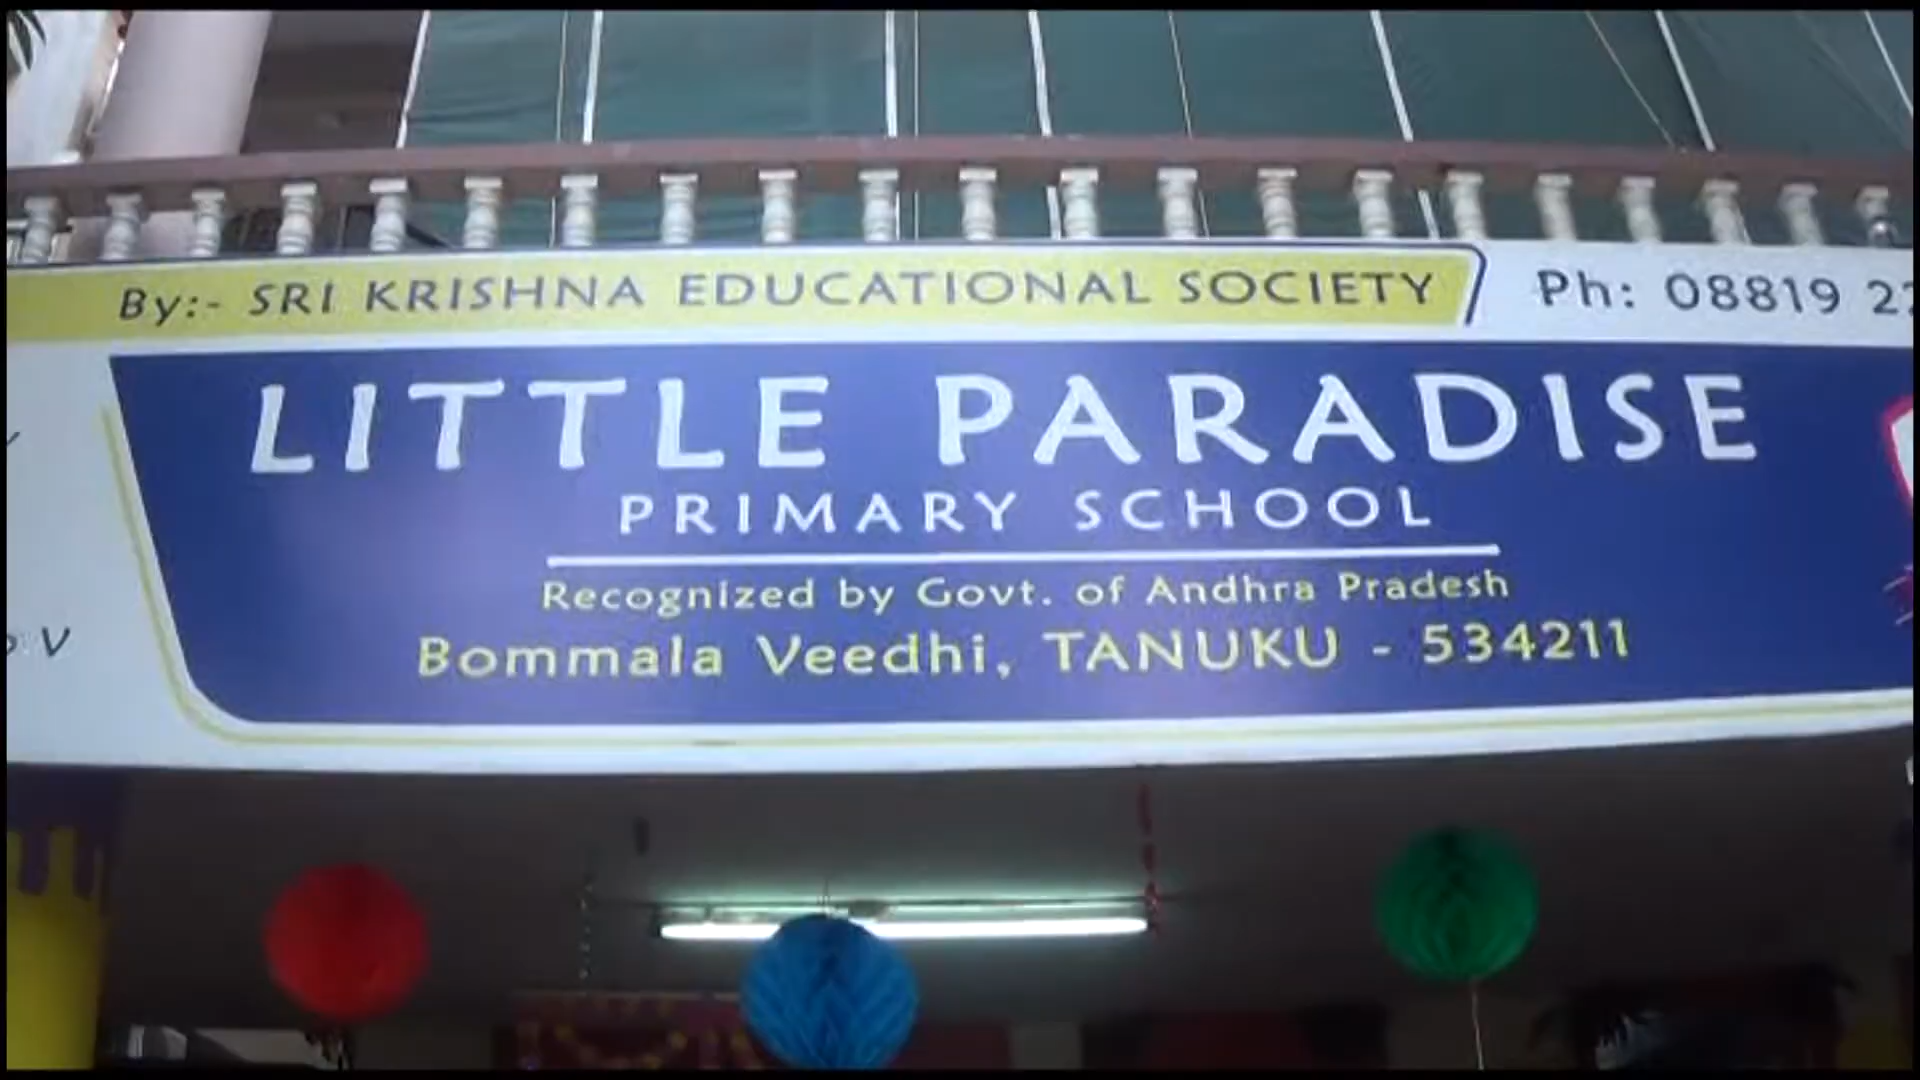 By:- SRI KRISHNA EDUCATIONAL SOCIETY
Ph: 08819
LITTLE PARADISE
PRIMARY SCHOOL
Recognized by Govt. of Andhra Pradesh
Bommala Veedhi, TANUKU - 534211